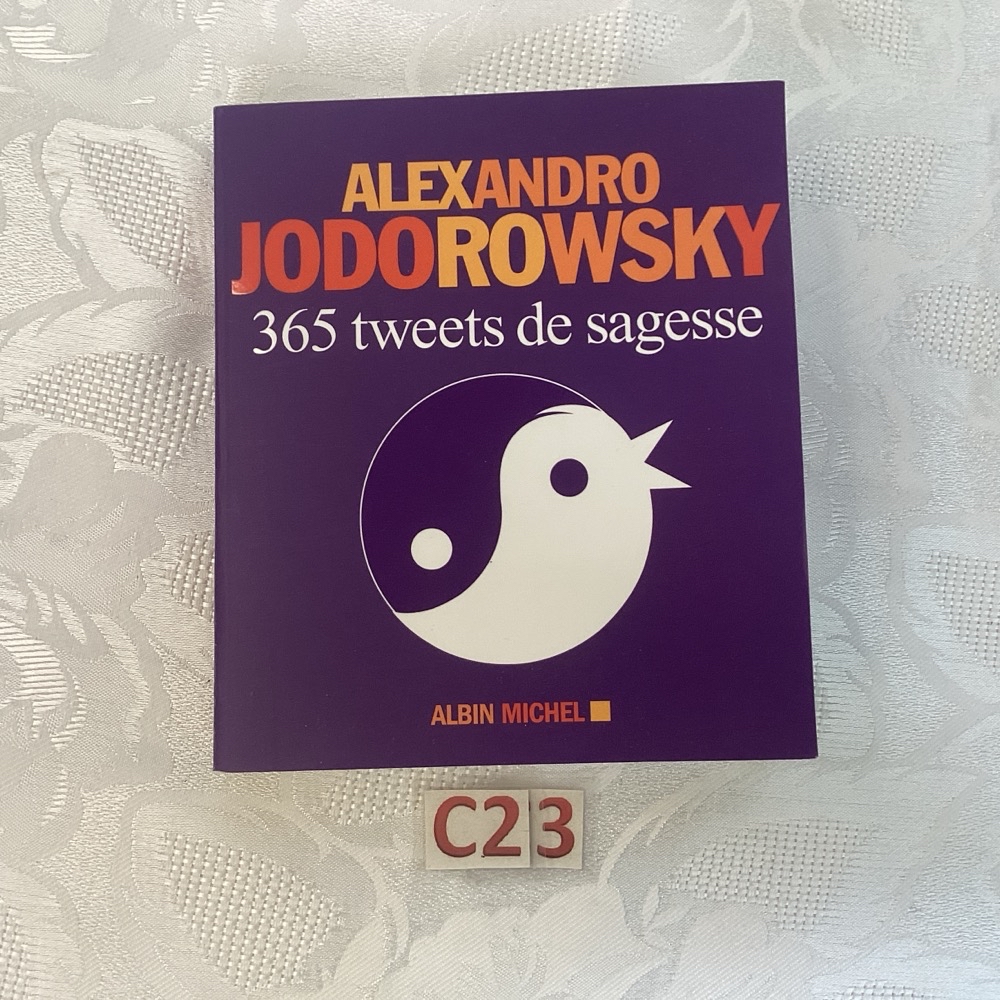 ALEXANDRO
JODOROWSKY
365 tweets de sagesse
ALBIN MICHEL
C23